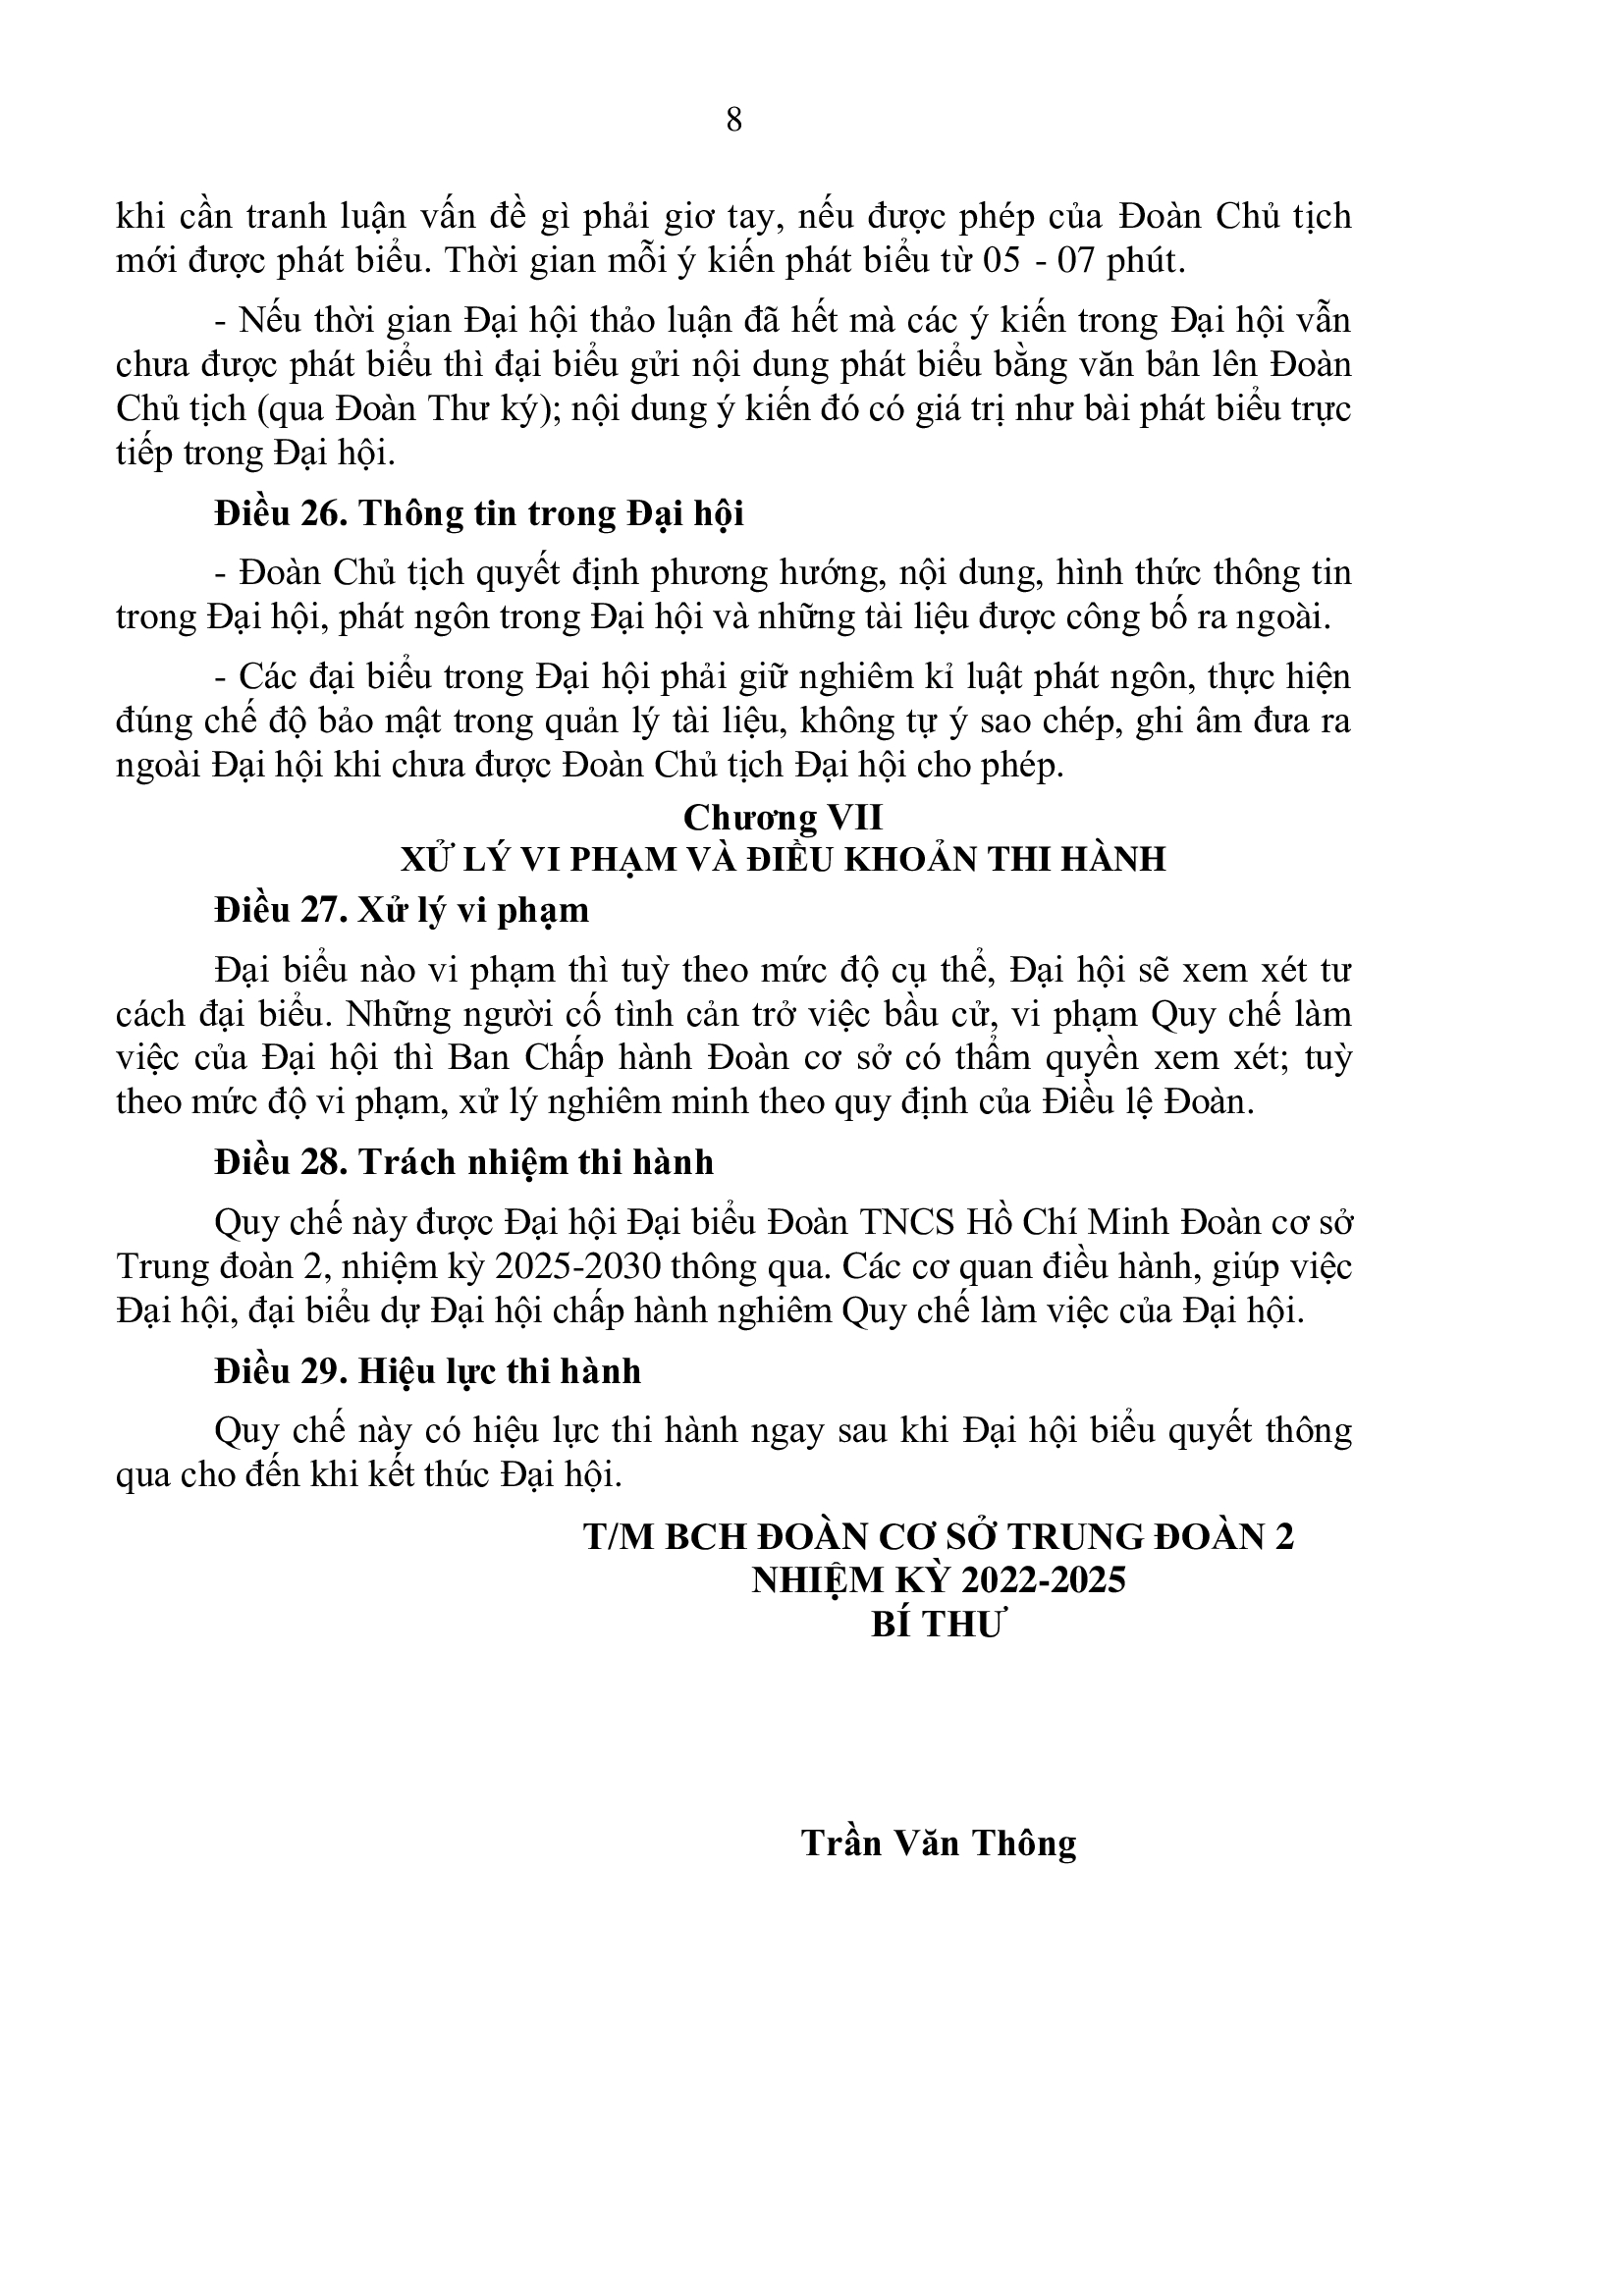 8
khi cần tranh luận vấn đề gì phải giơ tay, nếu được phép của Đoàn Chủ tịch
mới được phát biểu. Thời gian mỗi ý kiến phát biểu từ 05 - 07 phút.
- Nếu thời gian Đại hội thảo luận đã hết mà các ý kiến trong Đại hội vẫn
chưa được phát biểu thì đại biểu gửi nội dung phát biểu bằng văn bản lên Đoàn
Chủ tịch (qua Đoàn Thư ký); nội dung ý kiến đó có giá trị như bài phát biểu trực
tiếp trong Đại hội.
Điều 26. Thông tin trong Đại hội
- Đoàn Chủ tịch quyết định phương hướng, nội dung, hình thức thông tin
trong Đại hội, phát ngôn trong Đại hội và những tài liệu được công bố ra ngoài.
- Các đại biểu trong Đại hội phải giữ nghiêm kỉ luật phát ngôn, thực hiện
đúng chế độ bảo mật trong quản lý tài liệu, không tự ý sao chép, ghi âm đưa ra
ngoài Đại hội khi chưa được Đoàn Chủ tịch Đại hội cho phép.
Chương VII
XỬ LÝ VI PHẠM VÀ ĐIỀU KHOẢN THI HÀNH
Điều 27. Xử lý vi phạm
Đại biểu nào vi phạm thì tuỳ theo mức độ cụ thể, Đại hội sẽ xem xét tư
cách đại biểu. Những người cố tình cản trở việc bầu cử, vi phạm Quy chế làm
việc của Đại hội thì Ban Chấp hành Đoàn cơ sở có thẩm quyền xem xét; tuỳ
theo mức độ vi phạm, xử lý nghiêm minh theo quy định của Điều lệ Đoàn.
Điều 28. Trách nhiệm thi hành
Quy chế này được Đại hội Đại biểu Đoàn TNCS Hồ Chí Minh Đoàn cơ sở
Trung đoàn 2, nhiệm kỳ 2025-2030 thông qua. Các cơ quan điều hành, giúp việc
Đại hội, đại biểu dự Đại hội chấp hành nghiêm Quy chế làm việc của Đại hội.
Điều 29. Hiệu lực thi hành
Quy chế này có hiệu lực thi hành ngay sau khi Đại hội biểu quyết thông
qua cho đến khi kết thúc Đại hội.
T/M BCH ĐOÀN CƠ SỞ TRUNG ĐOÀN 2
NHIỆM KỲ 2022-2025
BÍ THƯ
Trần Văn Thông